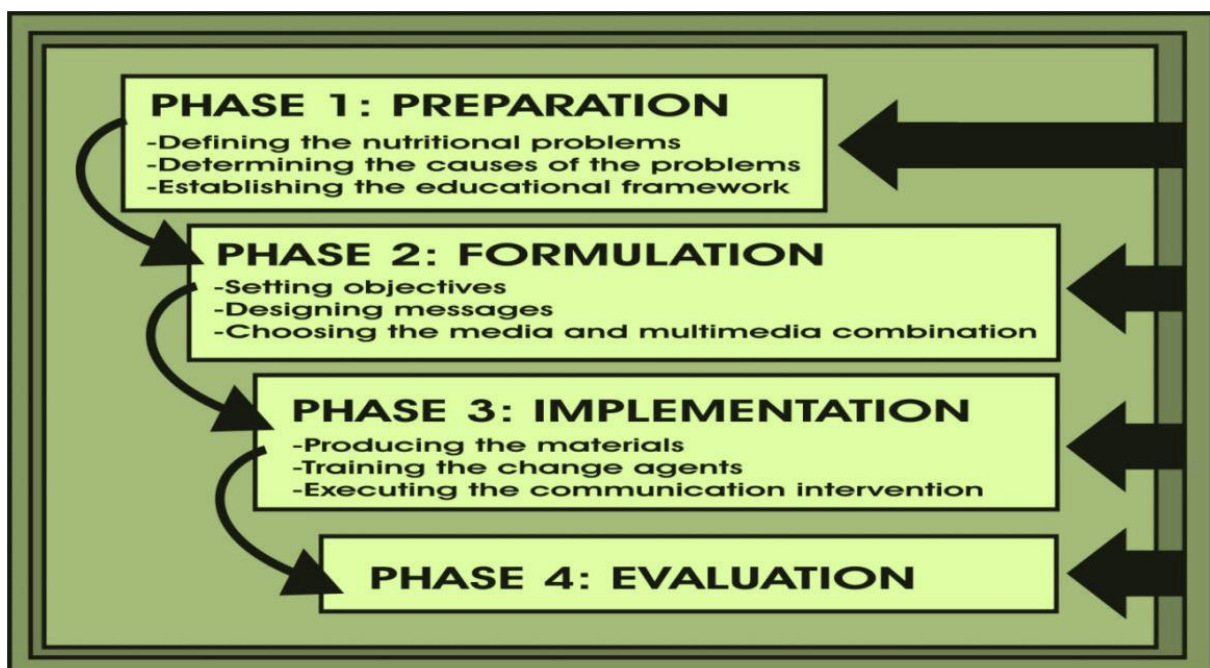 PHASE 1: PREPARATION
-Defining the nutritional problems
-Determining the causes of the problems
-Establishing the educational framework
PHASE 2: FORMULATION
-Setting objectives
-Designing messages
-Choosing the media and multimedia combination
PHASE 3: IMPLEMENTATION
-Producing the materials
-Training the change agents
-Executing the communication intervention
PHASE 4: EVALUATION